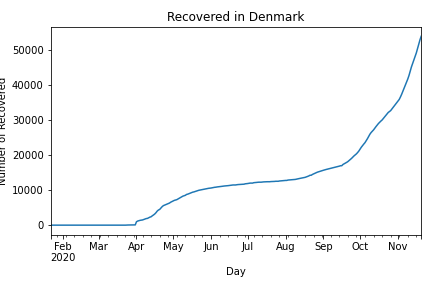 Recovered in Denmark
Number of Recovered
50000
40000
30000
20000
10000
0
Feb Mar Apr May Jun Jul Aug Sep Oct Nov
2020
Day